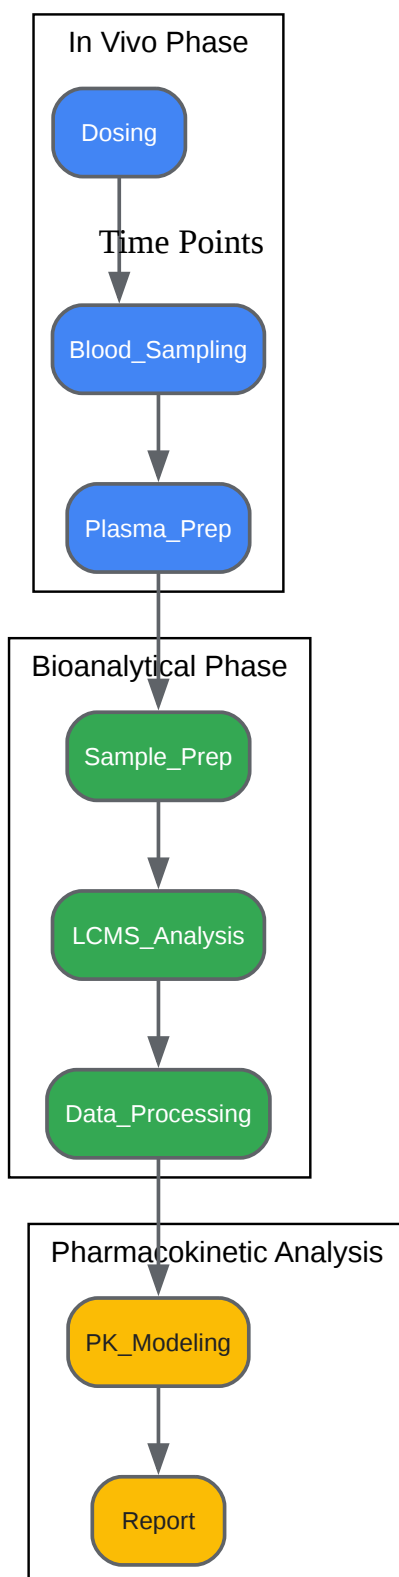 In Vivo Phase
Dosing
Time Points
Blood_Sampling
Plasma_Prep
Bioanalytical Phase
Sample_Prep
LCMS_Analysis
Data_Processing
Pharmacokinetic Analysis
PK_Modeling
Report